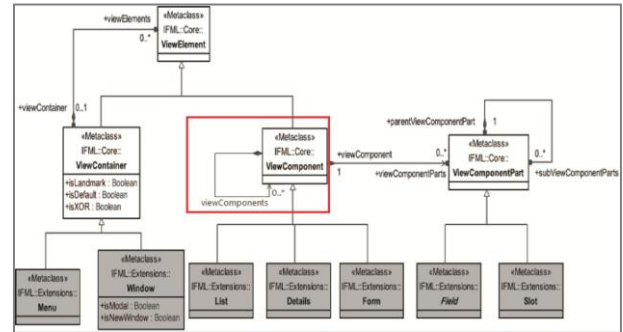 «Metaclass»
IFML::Core::
ViewElement
+viewElements
0..*
+viewContainer
0..1
«Metaclass»
IFML::Core::
ViewContainer
+isLandmark : Boolean
+isDefault : Boolean
+isXOR : Boolean
«Metaclass»
IFML::Core::
ViewComponent
0..*
viewComponents
+viewComponent
1
0..*
+viewComponentParts
+parentViewComponentPart
1
«Metaclass»
IFML::Core::
ViewComponentPart
0..*
+subViewComponentParts
«Metaclass»
IFML::Extensions::
Menu
«Metaclass»
IFML::Extensions::
Window
+isModal : Boolean
+isNewWindow : Boolean
«Metaclass»
IFML::Extensions::
List
«Metaclass»
IFML::Extensions::
Details
«Metaclass»
IFML::Extensions::
Form
«Metaclass»
IFML::Extensions::
Field
«Metaclass»
IFML::Extensions::
Slot